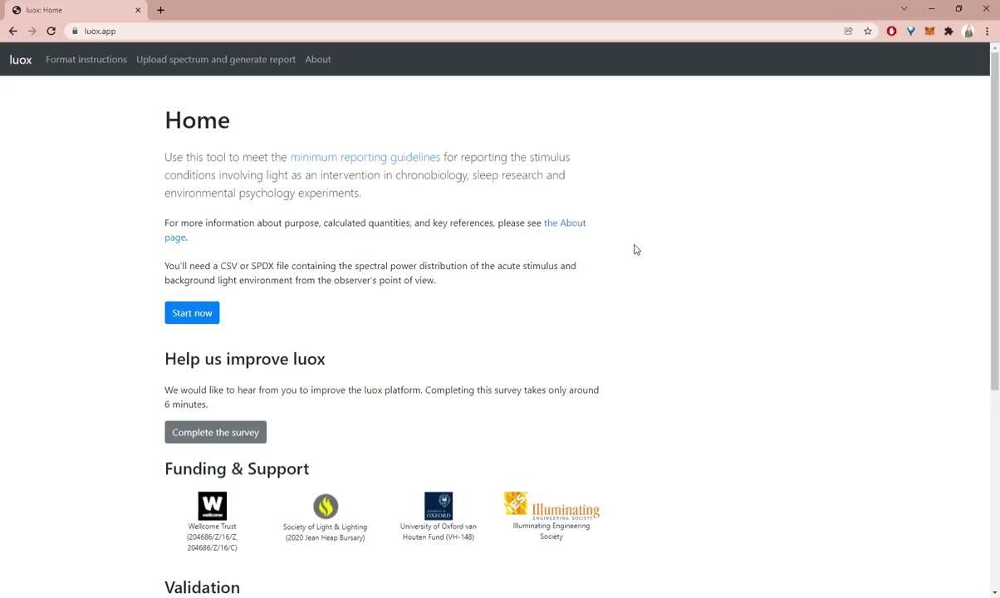 luox: Home
luox.app
luox Format instructions Upload spectrum and generate report About
Home
Use this tool to meet the minimum reporting guidelines for reporting the stimulus
conditions involving light as an intervention in chronobiology, sleep research and
environmental psychology experiments.
For more information about purpose, calculated quantities, and key references, please see the About
page.
You'll need a CSV or SPDX file containing the spectral power distribution of the acute stimulus and
background light environment from the observer's point of view.
Start now
Help us improve luox
We would like to hear from you to improve the luox platform. Completing this survey takes only around
6 minutes.
Complete the survey
Funding & Support
W
wellcome
Wellcome Trust
(204686/Z/16/Z,
204686/Z/16/C)
Society of Light & Lighting
(2020 Jean Heap Bursary)
UNIVERSITY OF
OXFORD
University of Oxford van
Houten Fund (VH-148)
IES
Illuminating
ENGINEERING SOCIETY
Illuminating Engineering
Society
Validation